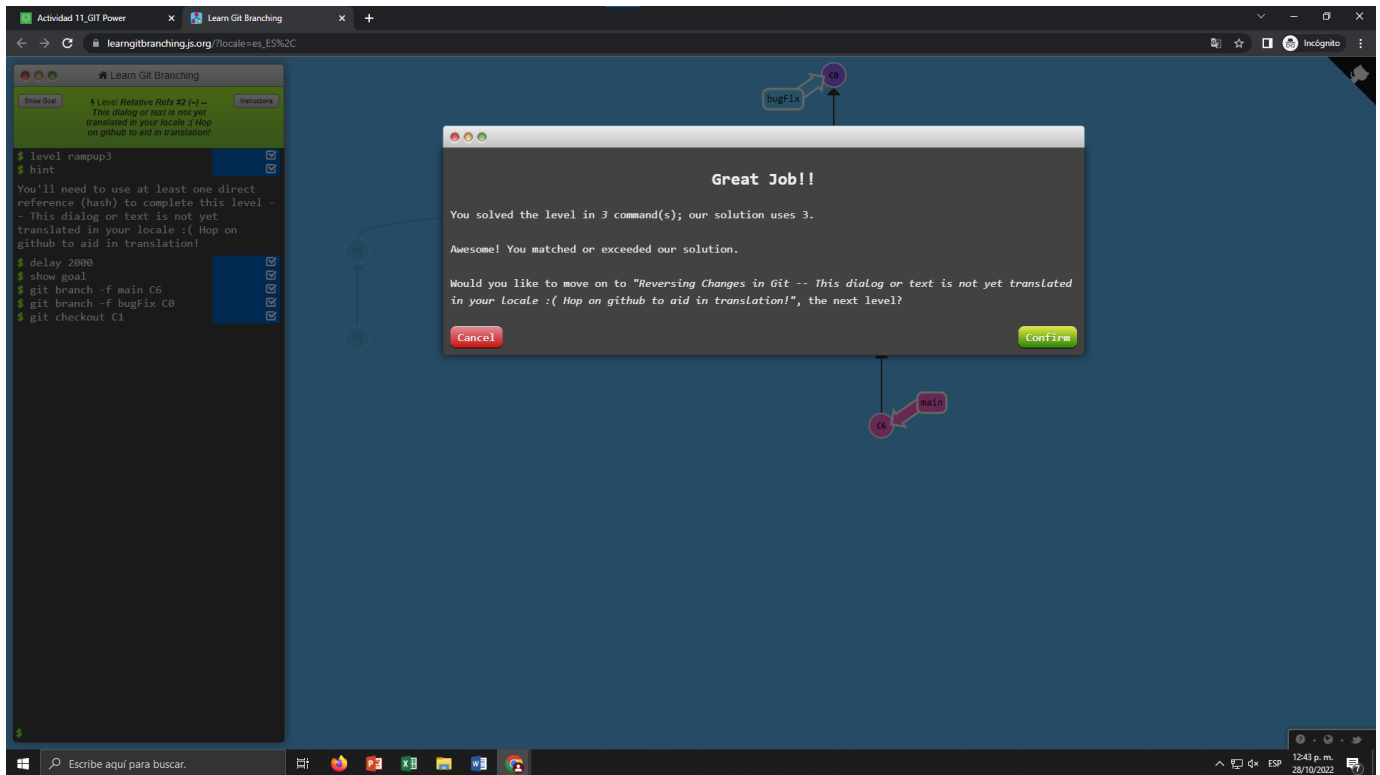 Actividad 11_GIT Power
Learn Git Branching
learngitbranching.js.org/?locale=es_ES%2C
Incógnito
Learn Git Branching
Show Goal
Level Relative Refs #2 (~) --
This dialog or text is not yet
translated in your locale :( Hop
on github to aid in translation!
Instructions
$ level rampup3
$ hint
You'll need to use at least one direct
reference (hash) to complete this level -
- This dialog or text is not yet
translated in your locale :( Hop on
github to aid in translation!
$ delay 2000
$ show goal
$ git branch -f main C6
$ git branch -f bugFix C0
$ git checkout C1
$
C0
bugFix
Great Job!!
You solved the level in 3 command(s); our solution uses 3.
Awesome! You matched or exceeded our solution.
Would you like to move on to "Reversing Changes in Git -- This dialog or text is not yet translated
in your locale :( Hop on github to aid in translation!", the next level?
Cancel
Confirm
main
C6
Escribe aquí para buscar.
ESP
12:43 p. m.
28/10/2022